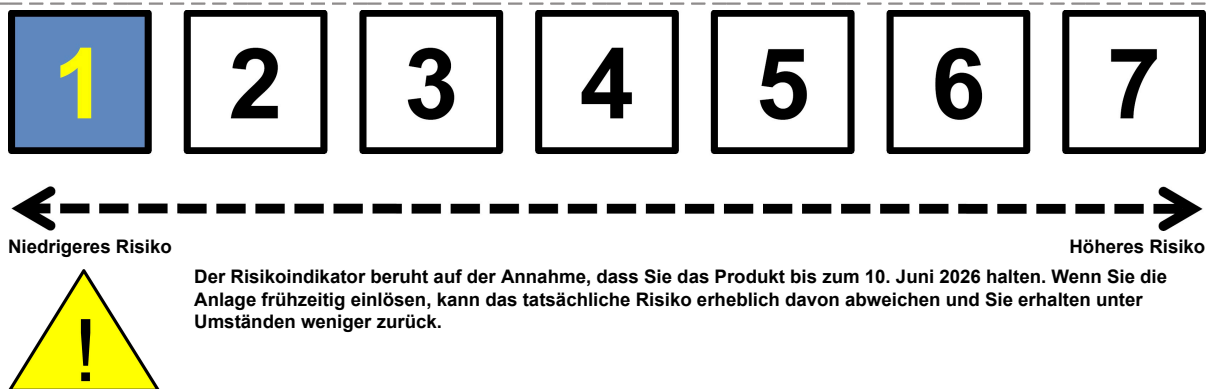 1 2 3 4 5 6 7
Niedrigeres Risiko Höheres Risiko
Der Risikoindikator beruht auf der Annahme, dass Sie das Produkt bis zum 10. Juni 2026 halten. Wenn Sie die
Anlage frühzeitig einlösen, kann das tatsächliche Risiko erheblich davon abweichen und Sie erhalten unter
Umständen weniger zurück.
!